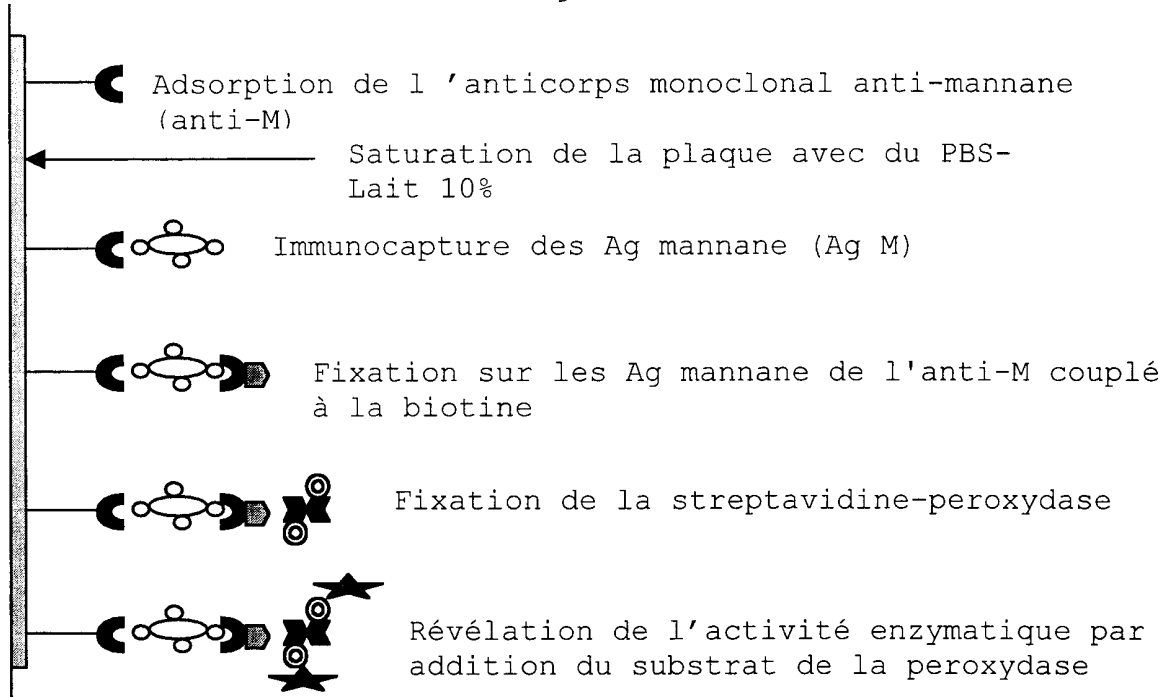 Adsorption de l 'anticorps monoclonal anti-mannane
(anti-M)
Saturation de la plaque avec du PBS-
Lait 10%
Immunocapture des Ag mannane (Ag M)
Fixation sur les Ag mannane de l'anti-M couplé
à la biotine
Fixation de la streptavidine-peroxydase
Révélation de l'activité enzymatique par
addition du substrat de la peroxydase